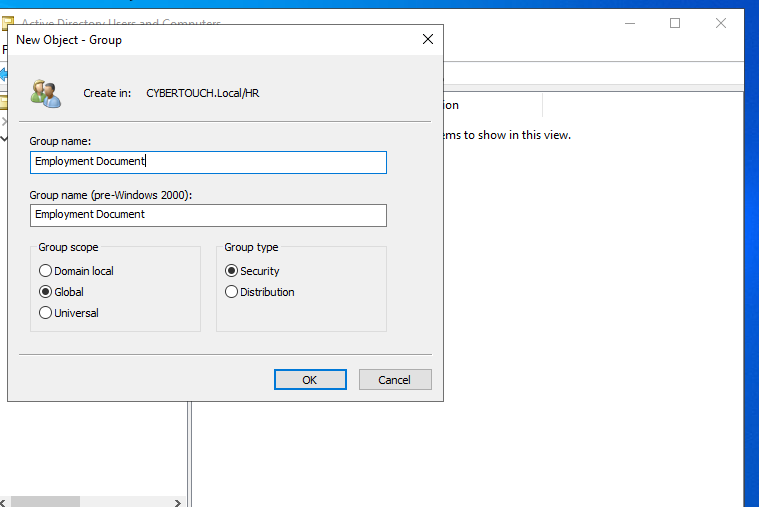 Active Directory Users and Computers
New Object - Group
Create in: CYBERTOUCH.Local/HR
Group name:
Employment Document
Group name (pre-Windows 2000):
Employment Document
Group scope
Domain local
Global
Universal
Group type
Security
Distribution
OK
Cancel
tion
ems to show in this view.